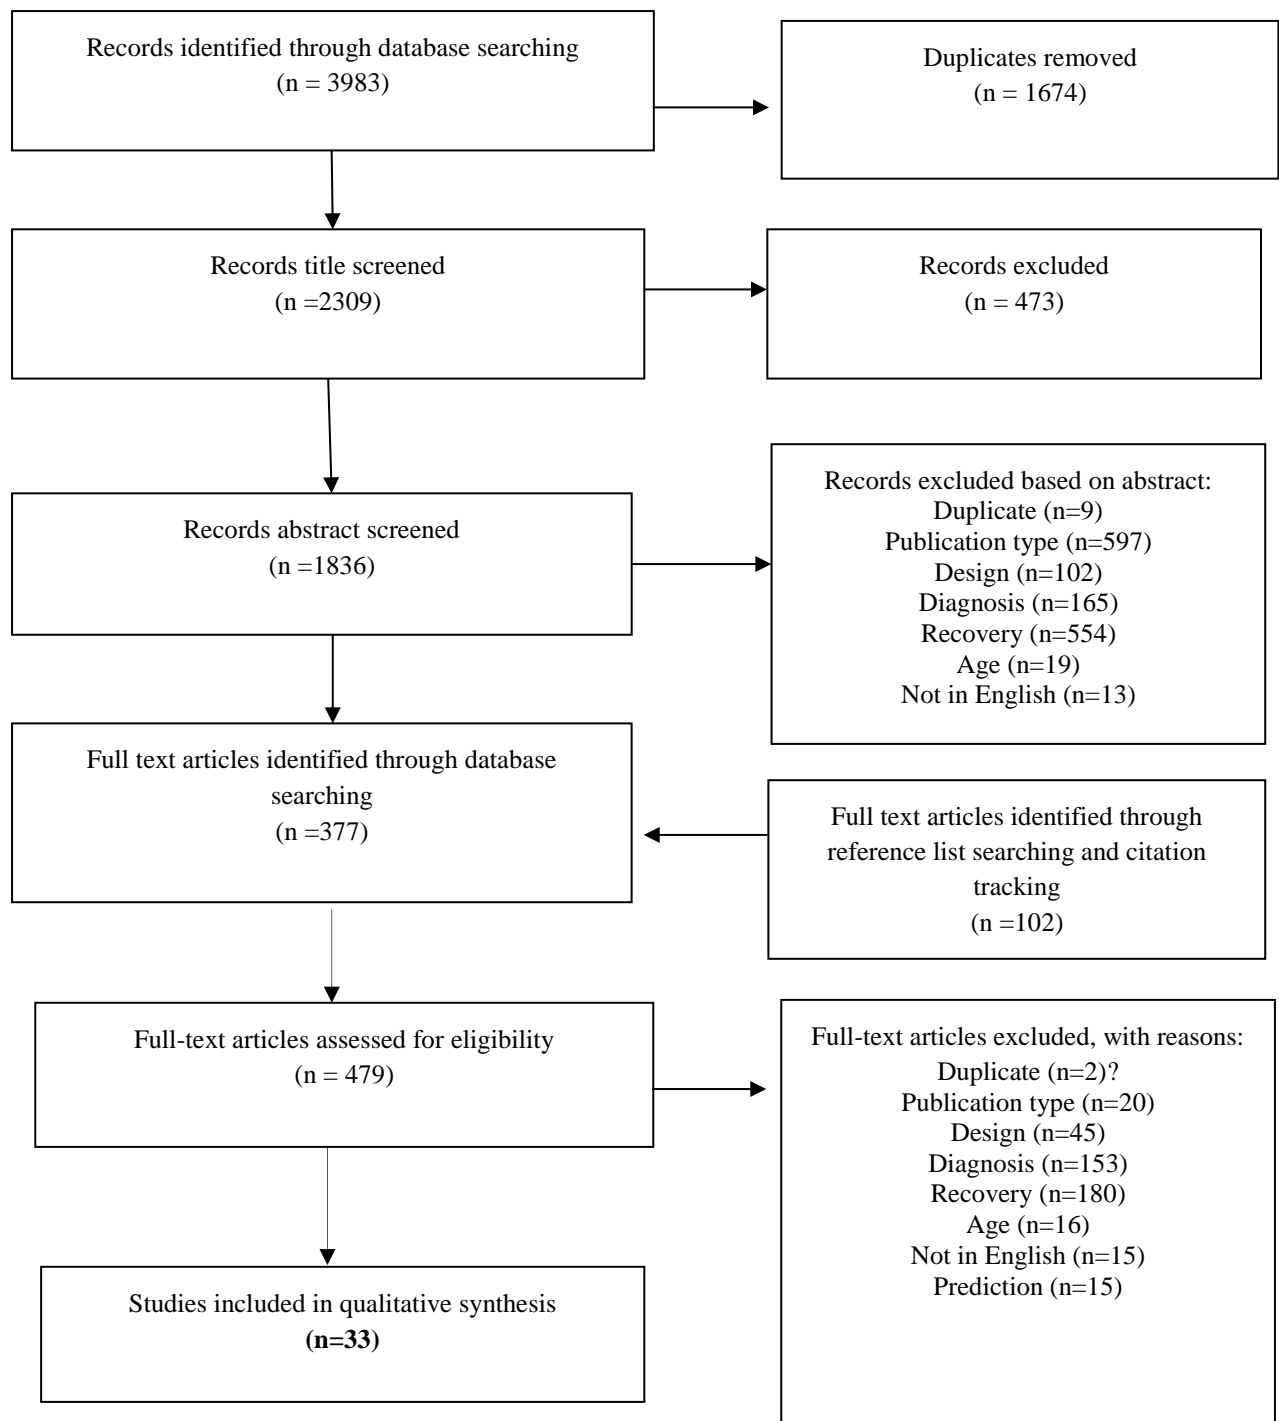 Records identified through database searching
(n = 3983)
Duplicates removed
(n = 1674)
Records title screened
(n =2309)
Records excluded
(n = 473)
Records abstract screened
(n =1836)
Records excluded based on abstract:
Duplicate (n=9)
Publication type (n=597)
Design (n=102)
Diagnosis (n=165)
Recovery (n=554)
Age (n=19)
Not in English (n=13)
Full text articles identified through database
searching
(n =377)
Full text articles identified through
reference list searching and citation
tracking
(n =102)
Full-text articles assessed for eligibility
(n = 479)
Full-text articles excluded, with reasons:
Duplicate (n=2)?
Publication type (n=20)
Design (n=45)
Diagnosis (n=153)
Recovery (n=180)
Age (n=16)
Not in English (n=15)
Prediction (n=15)
Studies included in qualitative synthesis
(n=33)